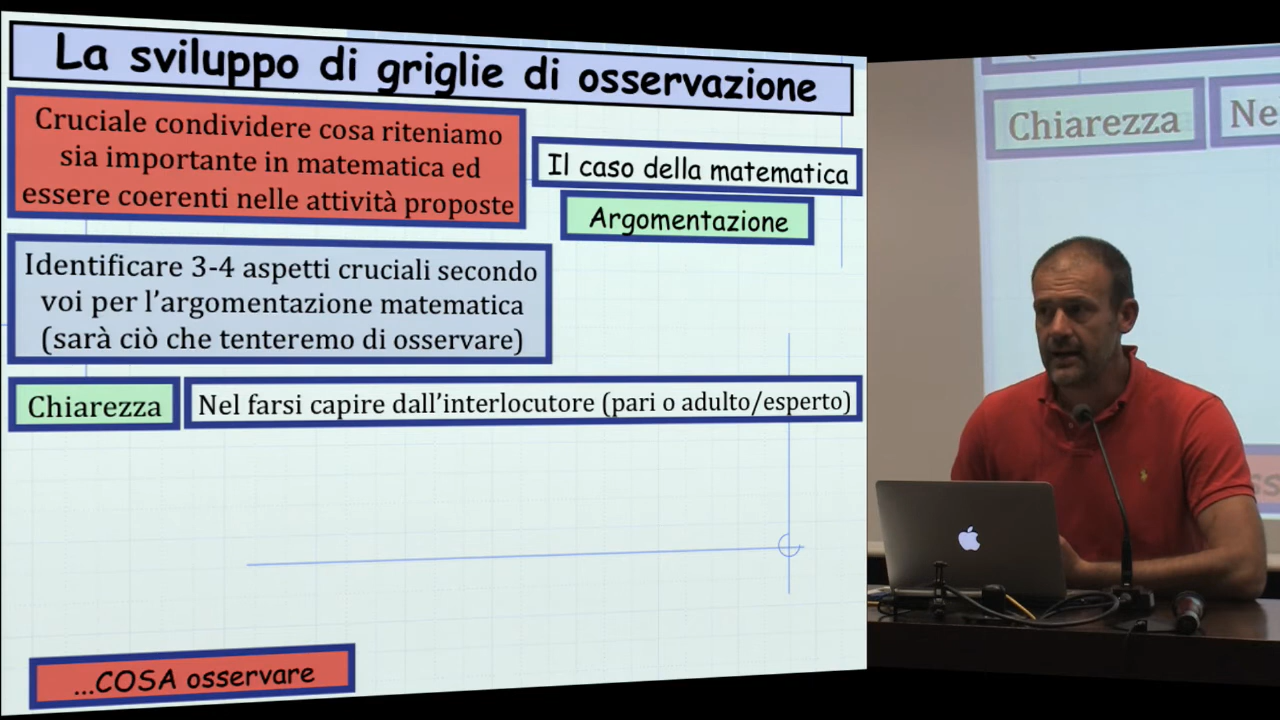 La sviluppo di griglie di osservazione
Cruciale condividere cosa riteniamo
sia importante in matematica ed
essere coerenti nelle attività proposte
Il caso della matematica
Argomentazione
Identificare 3-4 aspetti cruciali secondo
voi per l'argomentazione matematica
(sarà ciò che tenteremo di osservare)
Chiarezza
Nel farsi capire dall'interlocutore (pari o adulto/esperto)
...COSA osservare
Chiarezza
Ne